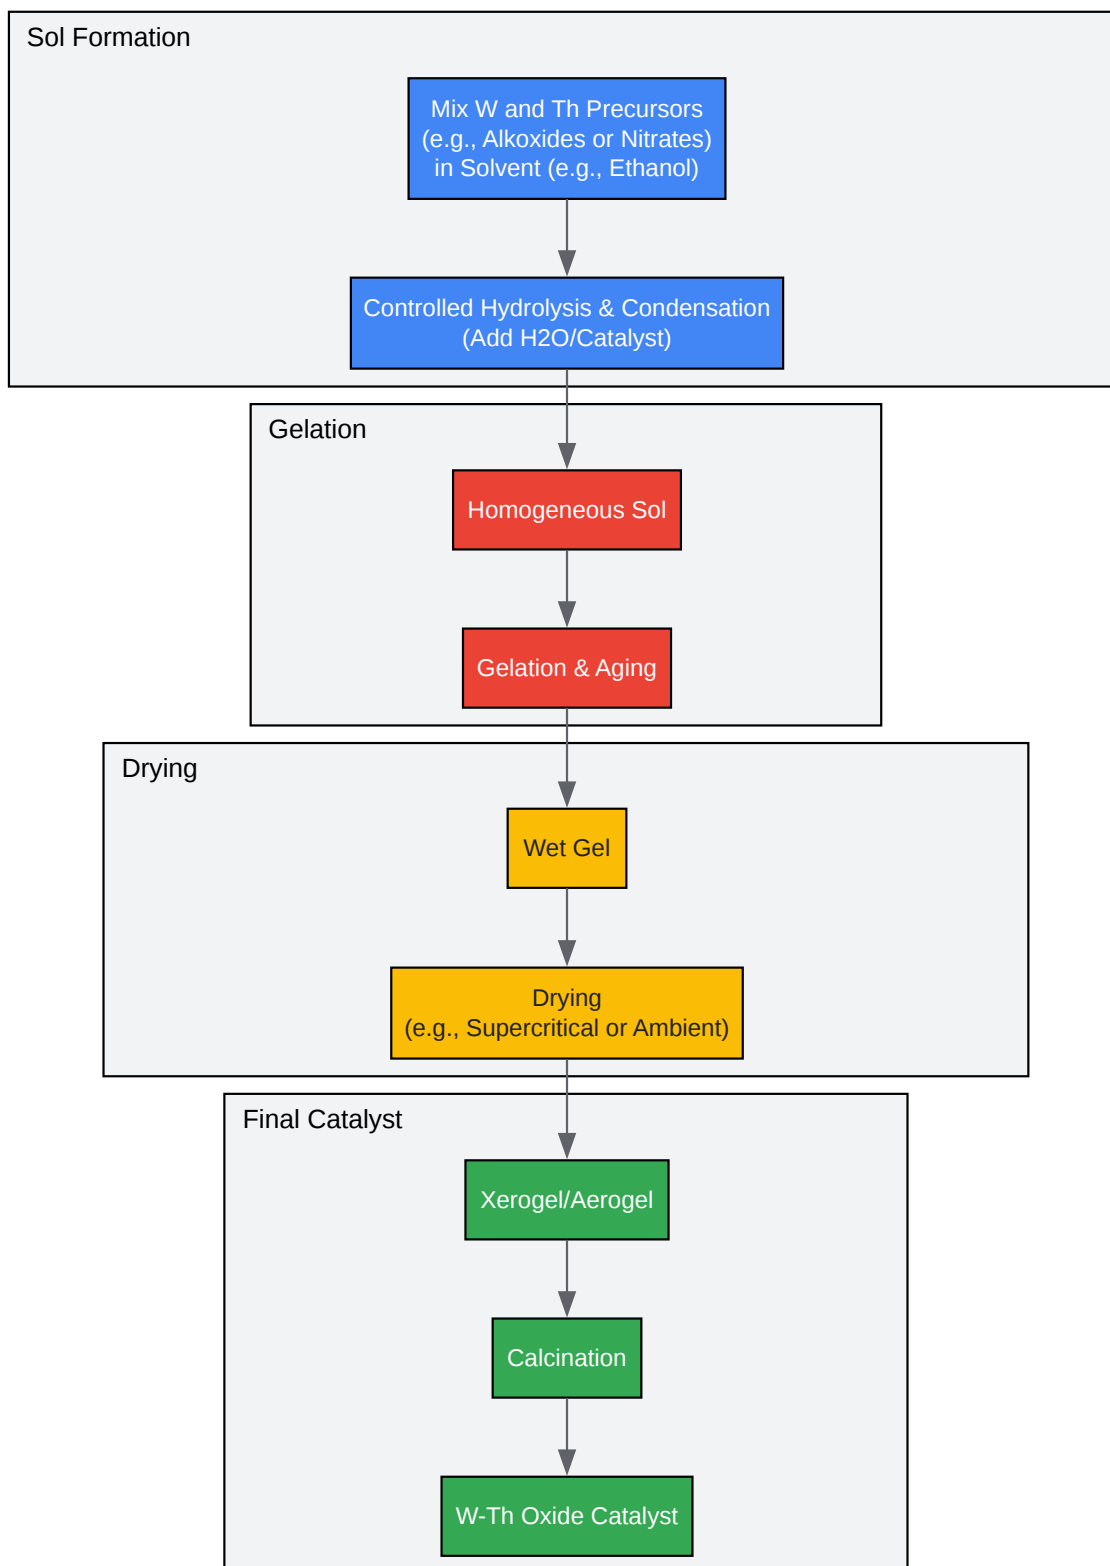 Sol Formation
Mix W and Th Precursors
(e.g., Alkoxides or Nitrates)
in Solvent (e.g., Ethanol)
Controlled Hydrolysis & Condensation
(Add H2O/Catalyst)
Gelation
Homogeneous Sol
Gelation & Aging
Drying
Wet Gel
Drying
(e.g., Supercritical or Ambient)
Final Catalyst
Xerogel/Aerogel
Calcination
W-Th Oxide Catalyst